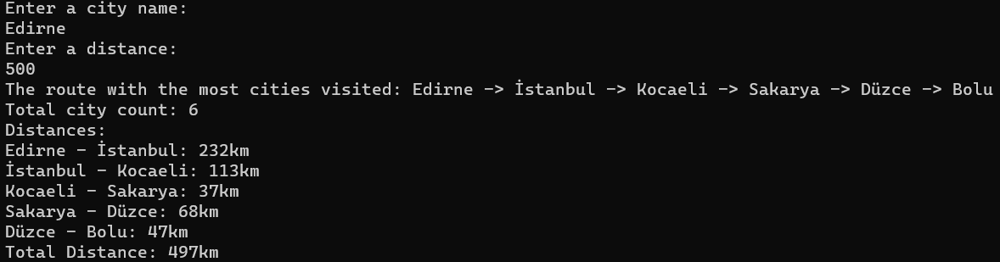 Enter a city name:
Edirne
Enter a distance:
500
The route with the most cities visited: Edirne -> İstanbul -> Kocaeli -> Sakarya -> Düzce -> Bolu
Total city count: 6
Distances:
Edirne - İstanbul: 232km
İstanbul - Kocaeli: 113km
Kocaeli - Sakarya: 37km
Sakarya - Düzce: 68km
Düzce - Bolu: 47km
Total Distance: 497km